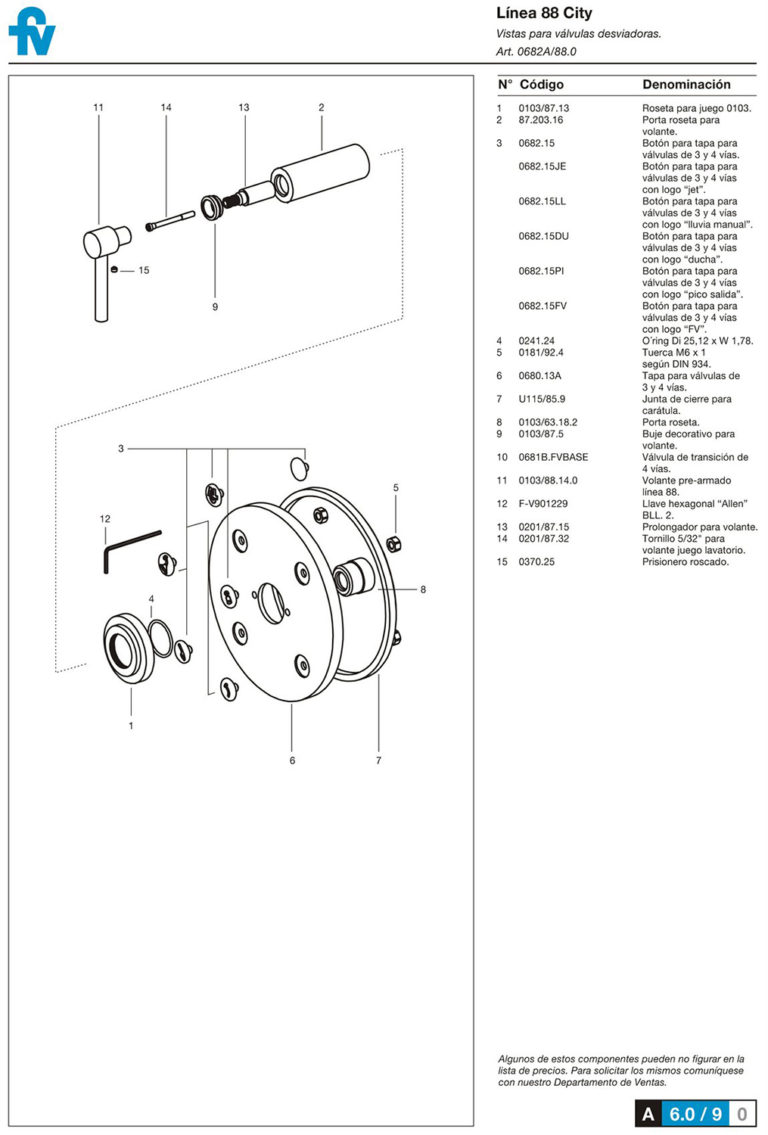 fv
Línea 88 City
Vistas para válvulas desviadoras.
Art. 0682A/88.0
N° Código Denominación
1 0103/87.13 Roseta para juego 0103.
2 87.203.16 Porta roseta para
volante.
3 0682.15 Botón para tapa para
válvulas de 3 y 4 vías.
0682.15JE Botón para tapa para
válvulas de 3 y 4 vías
con logo “jet”.
0682.15LL Botón para tapa para
válvulas de 3 y 4 vías
con logo “lluvia manual”.
0682.15DU Botón para tapa para
válvulas de 3 y 4 vías
con logo “ducha”.
0682.15PI Botón para tapa para
válvulas de 3 y 4 vías
con logo “pico salida”.
0682.15FV Botón para tapa para
válvulas de 3 y 4 vías
con logo “FV”.
4 0241.24 O´ring Di 25,12 x W 1,78.
5 0181/92.4 Tuerca M6 x 1
según DIN 934.
6 0680.13A Tapa para válvulas de
3 y 4 vías.
7 U115/85.9 Junta de cierre para
carátula.
8 0103/63.18.2 Porta roseta.
9 0103/87.5 Buje decorativo para
volante.
10 0681B.FVBASE Válvula de transición de
4 vías.
11 0103/88.14.0 Volante pre-armado
línea 88.
12 F-V901229 Llave hexagonal “Allen”
BLL. 2.
13 0201/87.15 Prolongador para volante.
14 0201/87.32 Tornillo 5/32" para
volante juego lavatorio.
15 0370.25 Prisionero roscado.
11 14 13 2
15
9
3
5
12
8
4
1
6 7
Algunos de estos componentes pueden no figurar en la
lista de precios. Para solicitar los mismos comuníquese
con nuestro Departamento de Ventas.
A 6.0 / 9 0